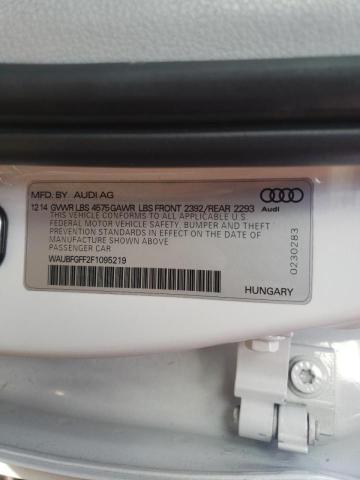 MFD. BY AUDI AG
12 14 GVWR LBS 4575 GAWR LBS FRONT 2392/REAR 2293
THIS VEHICLE CONFORMS TO ALL APPLICABLE U.S.
FEDERAL MOTOR VEHICLE SAFETY, BUMPER AND THEFT
PREVENTION STANDARDS IN EFFECT ON THE DATE OF
MANUFACTURE SHOWN ABOVE
PASSENGER CAR
WAUBFGFF2F1095219
Audi
0230283
HUNGARY